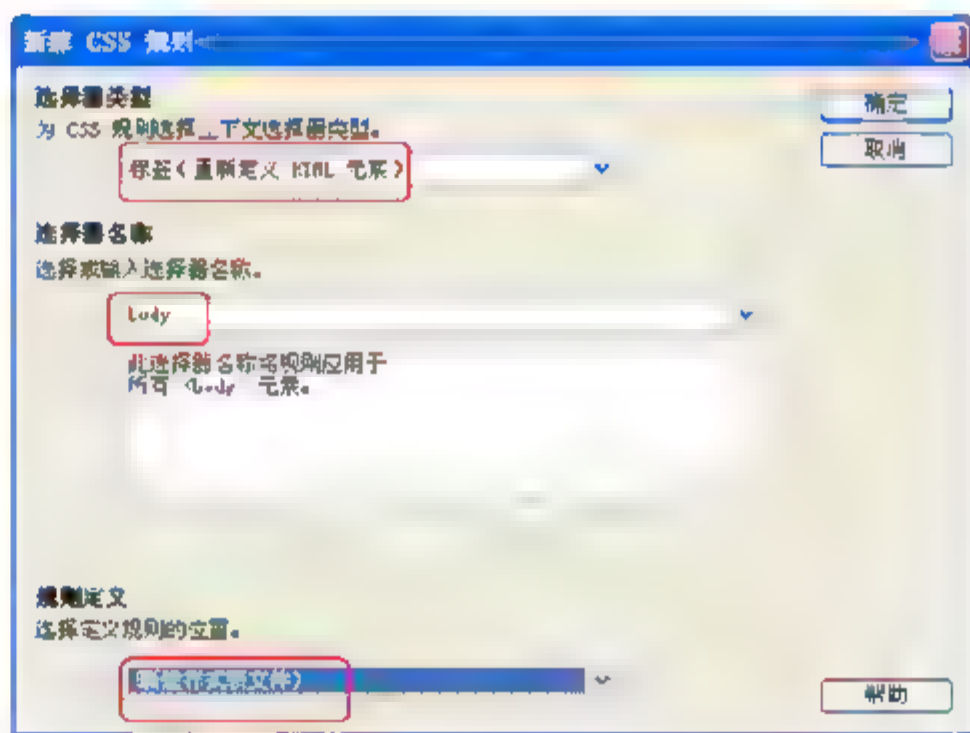 新建 CSS 规则
选择器类型
为 CSS 规则选择上下文选择器类型。
标签(重新定义 HTML 元素)
确定
取消
选择器名称
选择或输入选择器名称。
body
此选择器名称将规则应用于
所有 <body> 元素。
规则定义
选择定义规则的位置。
帮助